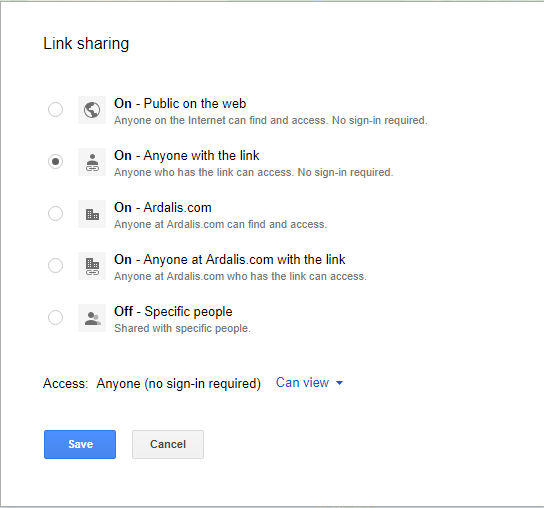 Link sharing
On - Public on the web
Anyone on the Internet can find and access. No sign-in required.
On - Anyone with the link
Anyone who has the link can access. No sign-in required.
On - Ardalis.com
Anyone at Ardalis.com can find and access.
On - Anyone at Ardalis.com with the link
Anyone at Ardalis.com who has the link can access.
Off - Specific people
Shared with specific people.
Access: Anyone (no sign-in required) Can view
Save Cancel